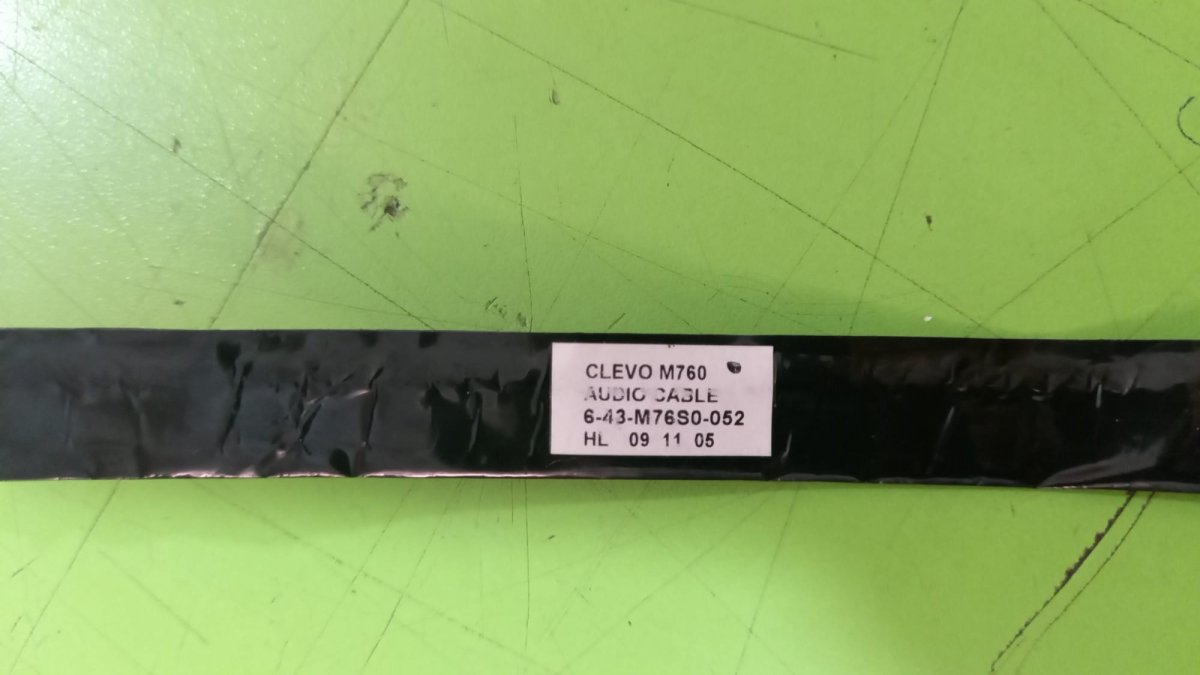 CLEVO M760
AUDIO CABLE
6-43-M76S0-052
HL 09 11 05